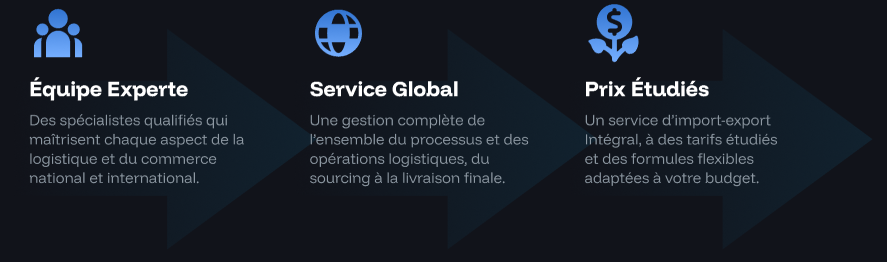 Équipe Experte
Des spécialistes qualifiés qui
maîtrisent chaque aspect de la
logistique et du commerce
national et international.
Service Global
Une gestion complète de
l'ensemble du processus et des
opérations logistiques, du
sourcing à la livraison finale.
Prix Étudiés
Un service d'import-export
Intégral, à des tarifs étudiés
et des formules flexibles
adaptées à votre budget.